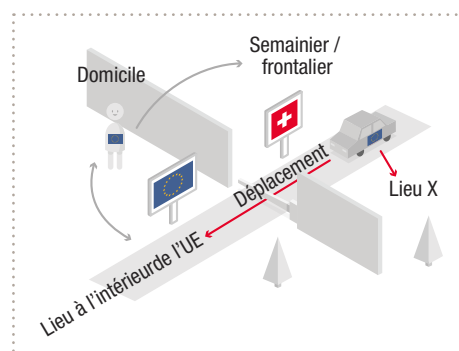 Semainier /
frontalier
Domicile
Déplacement
Lieu X
Lieu à l’intérieurde l’UE